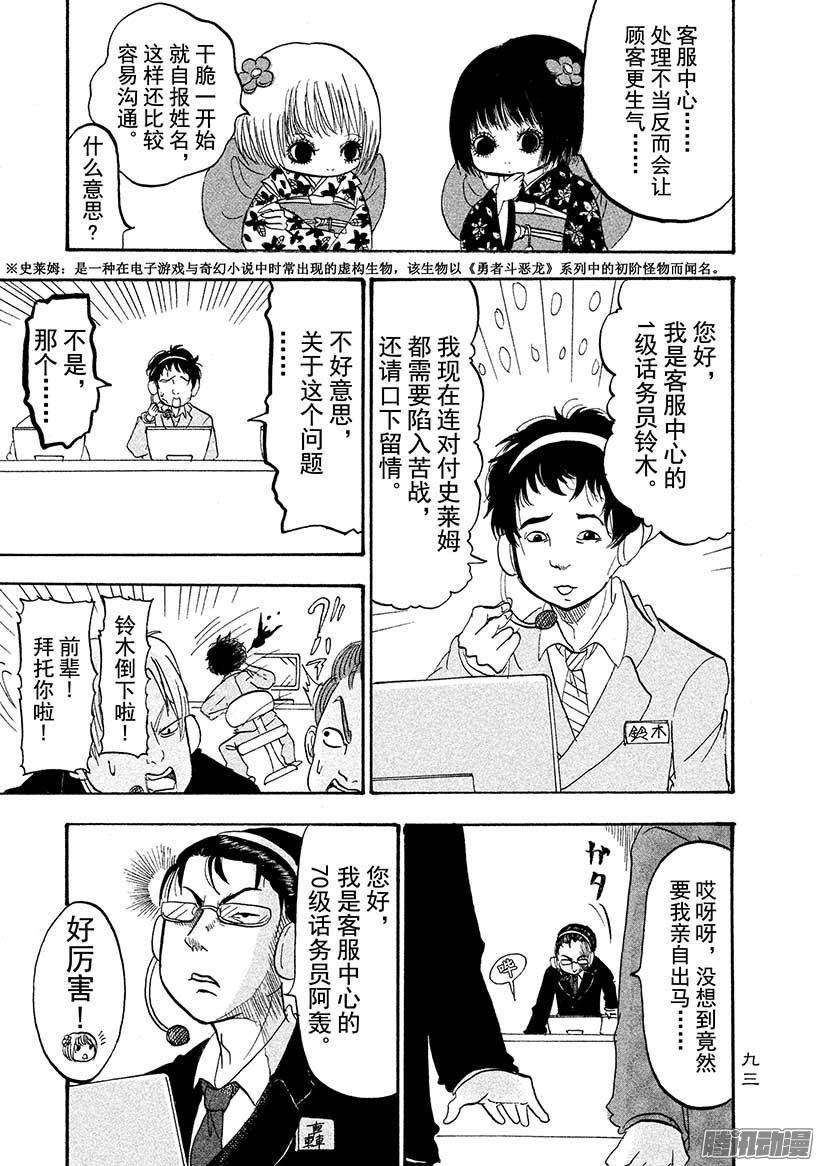 客服中心……
处理不当反而会让
顾客更生气……
干脆一开始
就自报姓名，
这样还比较
容易沟通。
什么意思？
※史莱姆：是一种在电子游戏与奇幻小说中时常出现的虚构生物，该生物以《勇者斗恶龙》系列中的初阶怪物而闻名。
您好，
我是客服中心的
1级话务员铃木。
我现在连对付史莱姆
都需要陷入苦战，
还请口下留情。
鈴木
不好意思，
关于这个问题
……
不是，
那个……
铃木倒下啦！
前辈！
拜托你啦！
哎呀呀，没想到竟然
要我亲自出马……
ガタ
哗
您好，
我是客服中心的
70级话务员阿轰。
轟
好厉害！
九三
腾讯动漫